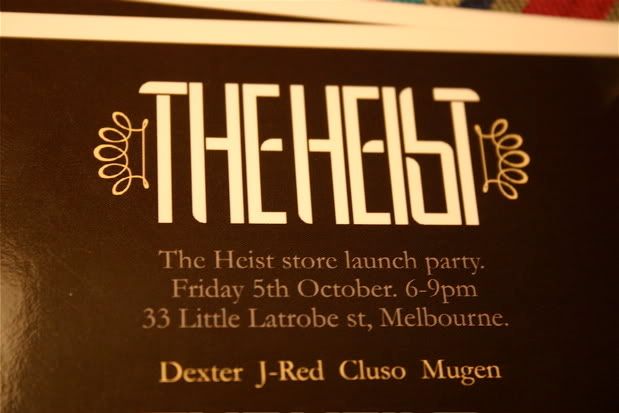 THE HEIST
The Heist store launch party.
Friday 5th October. 6-9pm
33 Little Latrobe st, Melbourne.
Dexter J-Red Cluso Mugen